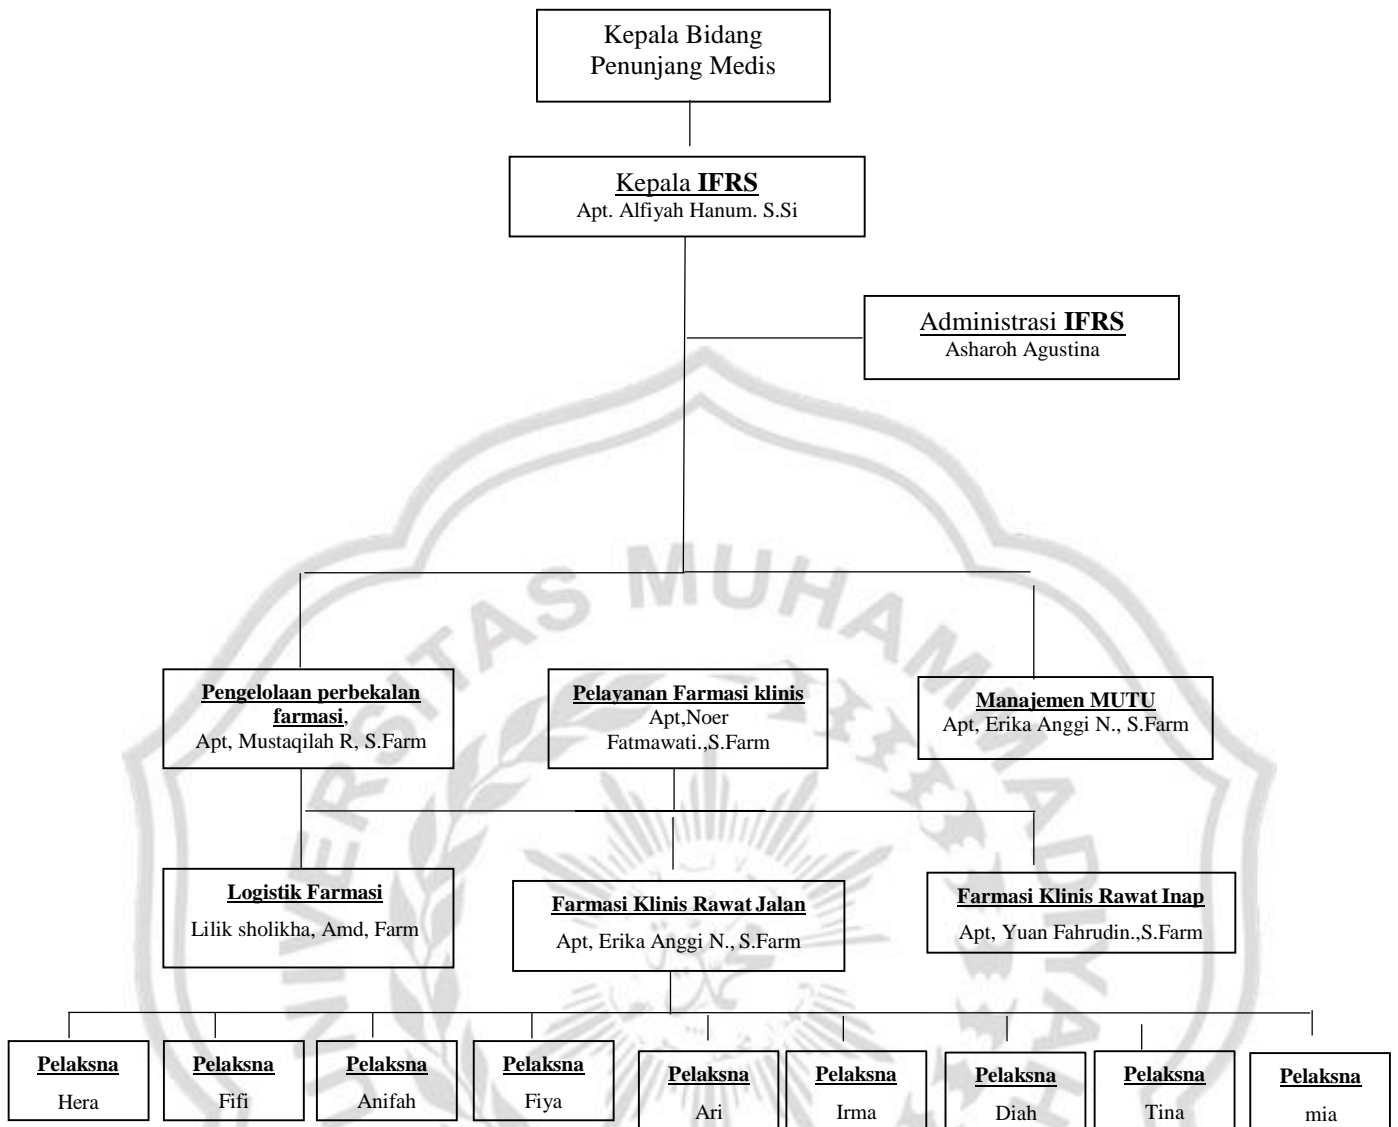 Kepala Bidang
Penunjang Medis
Kepala IFRS
Apt. Alfiyah Hanum. S.Si
Administrasi IFRS
Asharoh Agustina
UNIVERSITAS MUHAMMADIYAH
Pengelolaan perbekalan
farmasi,
Apt, Mustaqilah R, S.Farm
Pelayanan Farmasi klinis
Apt,Noer
Fatmawati.,S.Farm
Manajemen MUTU
Apt, Erika Anggi N., S.Farm
Logistik Farmasi
Lilik sholikha, Amd, Farm
Farmasi Klinis Rawat Jalan
Apt, Erika Anggi N., S.Farm
Farmasi Klinis Rawat Inap
Apt, Yuan Fahrudin.,S.Farm
Pelaksna
Hera
Pelaksna
Fifi
Pelaksna
Anifah
Pelaksna
Fiya
Pelaksna
Ari
Pelaksna
Irma
Pelaksna
Diah
Pelaksna
Tina
Pelaksna
mia